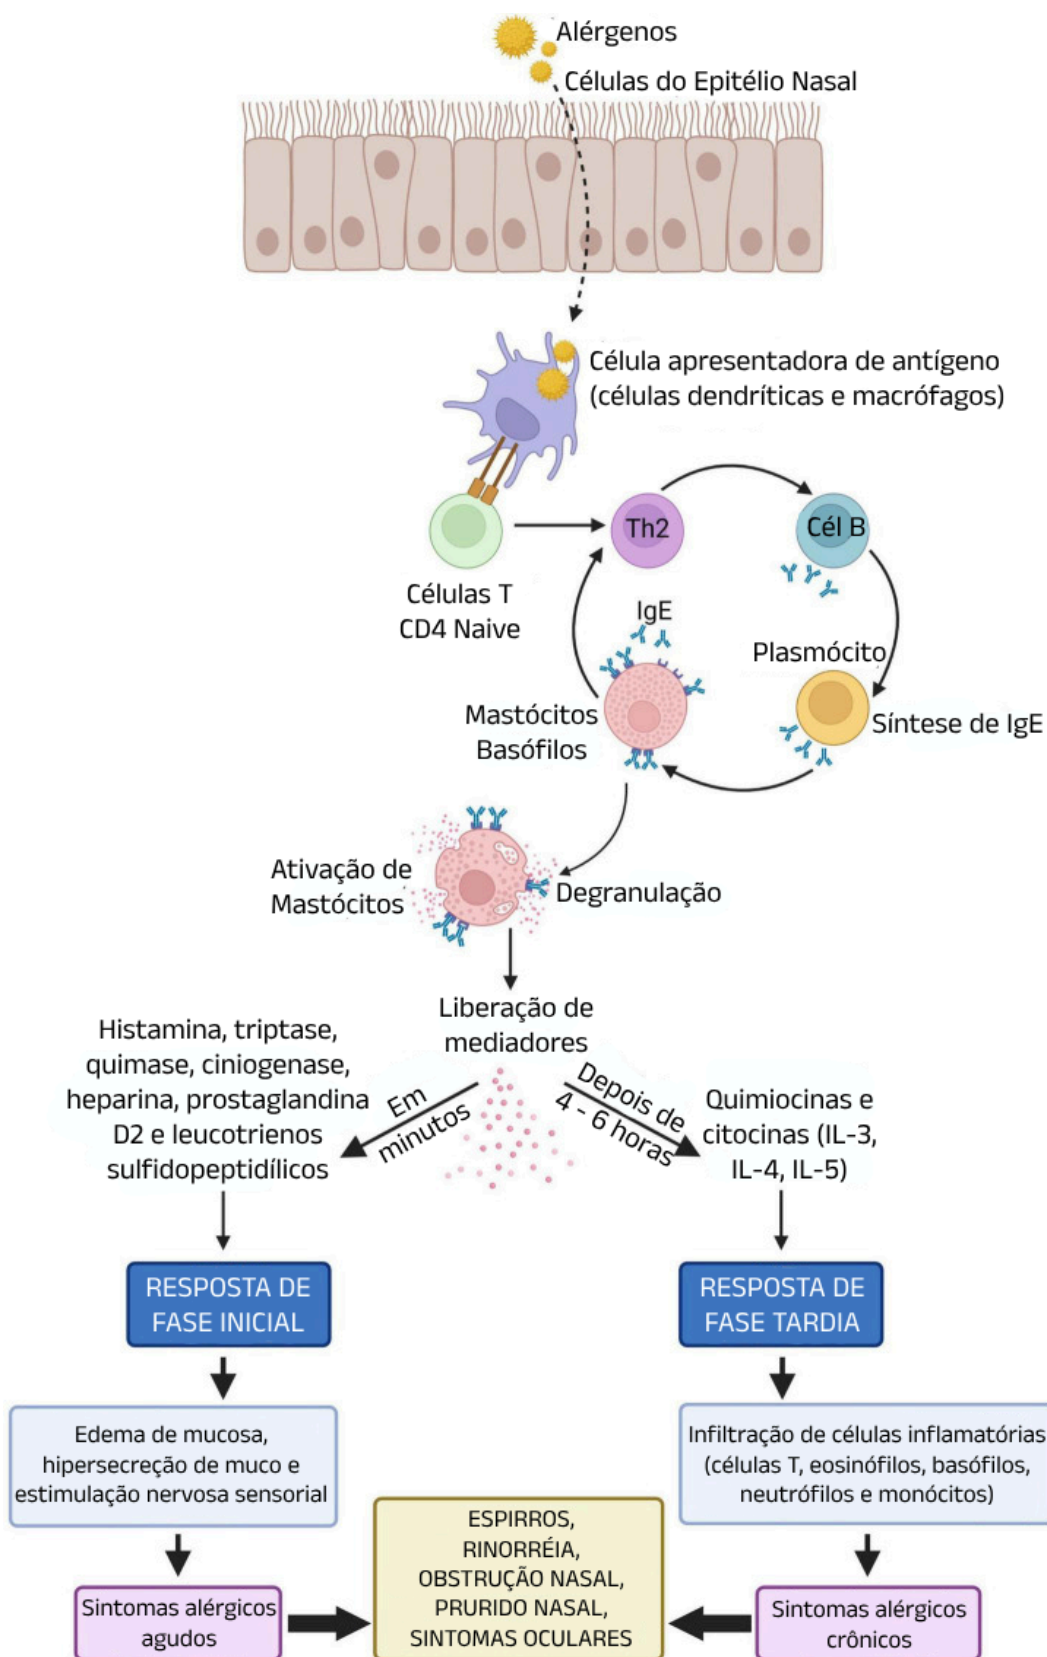 Alérgenos
Células do Epitélio Nasal
Célula apresentadora de antígeno
(células dendríticas e macrófagos)
Th2
Cél B
Células T
CD4 Naive
IgE
Plasmócito
Síntese de IgE
Mastócitos
Basófilos
Ativação de
Mastócitos
Degranulação
Liberação de
mediadores
Histamina, triptase,
quimase, ciniogenase,
heparina, prostaglandina
D2 e leucotrienos
sulfidopeptidílicos
Em
minutos
Depois de
4 - 6 horas
Quimiocinas e
citocinas (IL-3,
IL-4, IL-5)
RESPOSTA DE
FASE INICIAL
RESPOSTA DE
FASE TARDIA
Edema de mucosa,
hipersecreção de muco e
estimulação nervosa sensorial
Infiltração de células inflamatórias
(células T, eosinófilos, basófilos,
neutrófilos e monócitos)
ESPIRROS,
RINORRÉIA,
OBSTRUÇÃO NASAL,
PRURIDO NASAL,
SINTOMAS OCULARES
Sintomas alérgicos
agudos
Sintomas alérgicos
crônicos